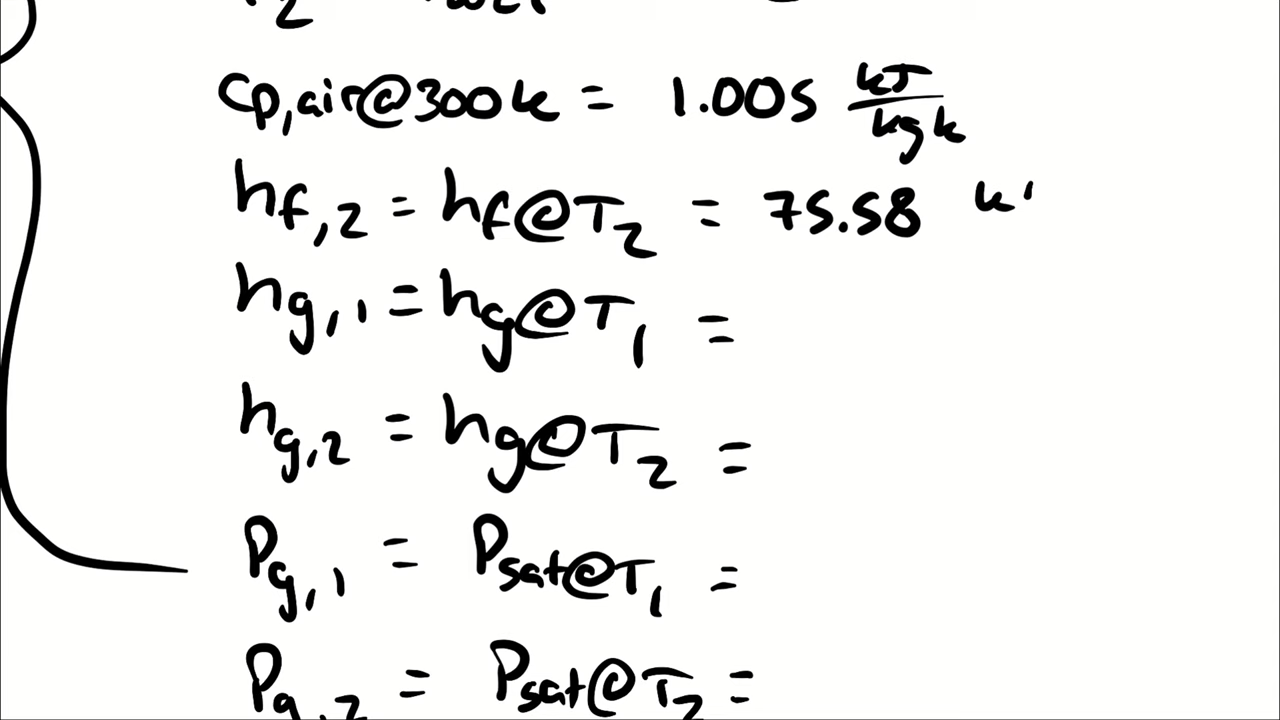 Cp,air@300k = 1.005 kJ/kgk
hf,2 = hf@T2 = 75.58 k
hg,1 = hg@T1 =
hg,2 = hg@T2 =
Pg,1 = Psat@T1 =
Pg,2 = Psat@T2 =